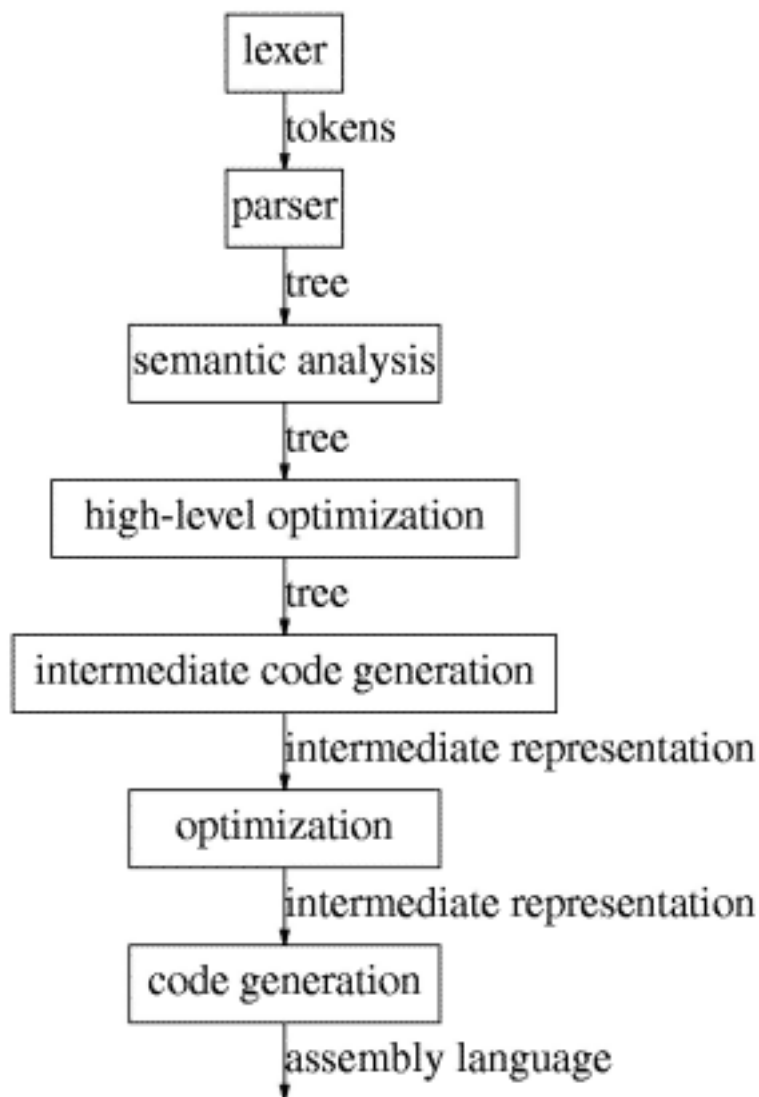 lexer
tokens
parser
tree
semantic analysis
tree
high-level optimization
tree
intermediate code generation
intermediate representation
optimization
intermediate representation
code generation
assembly language